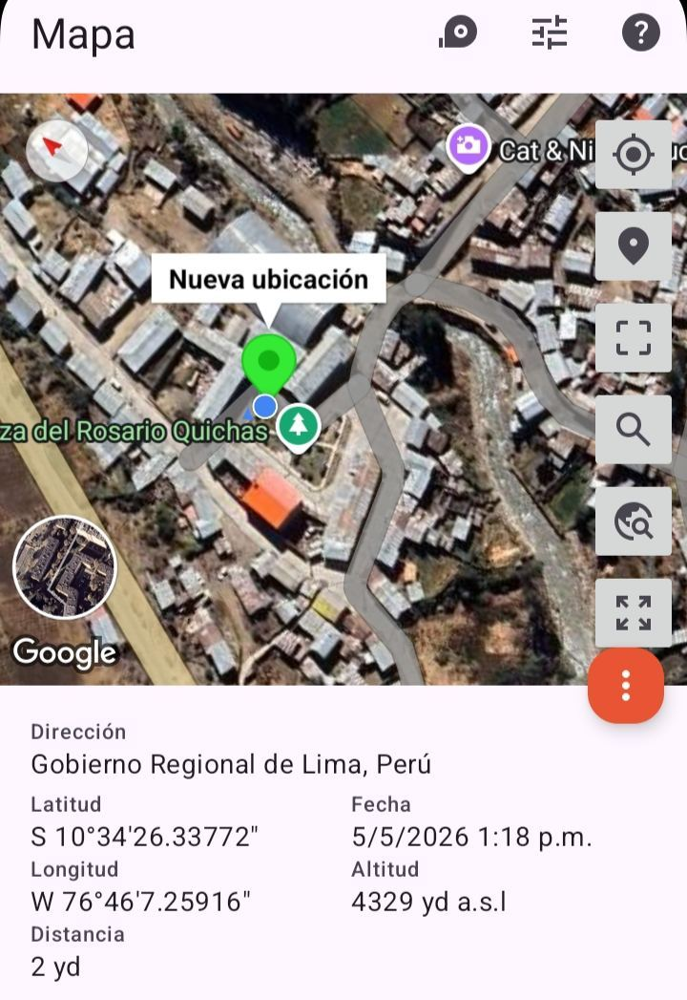 Mapa
Cat & Ni
Nueva ubicación
za del Rosario Quichas
Google
Dirección
Gobierno Regional de Lima, Perú
Latitud
S 10°34'26.33772"
Fecha
5/5/2026 1:18 p.m.
Longitud
W 76°46'7.25916"
Altitud
4329 yd a.s.l
Distancia
2 yd